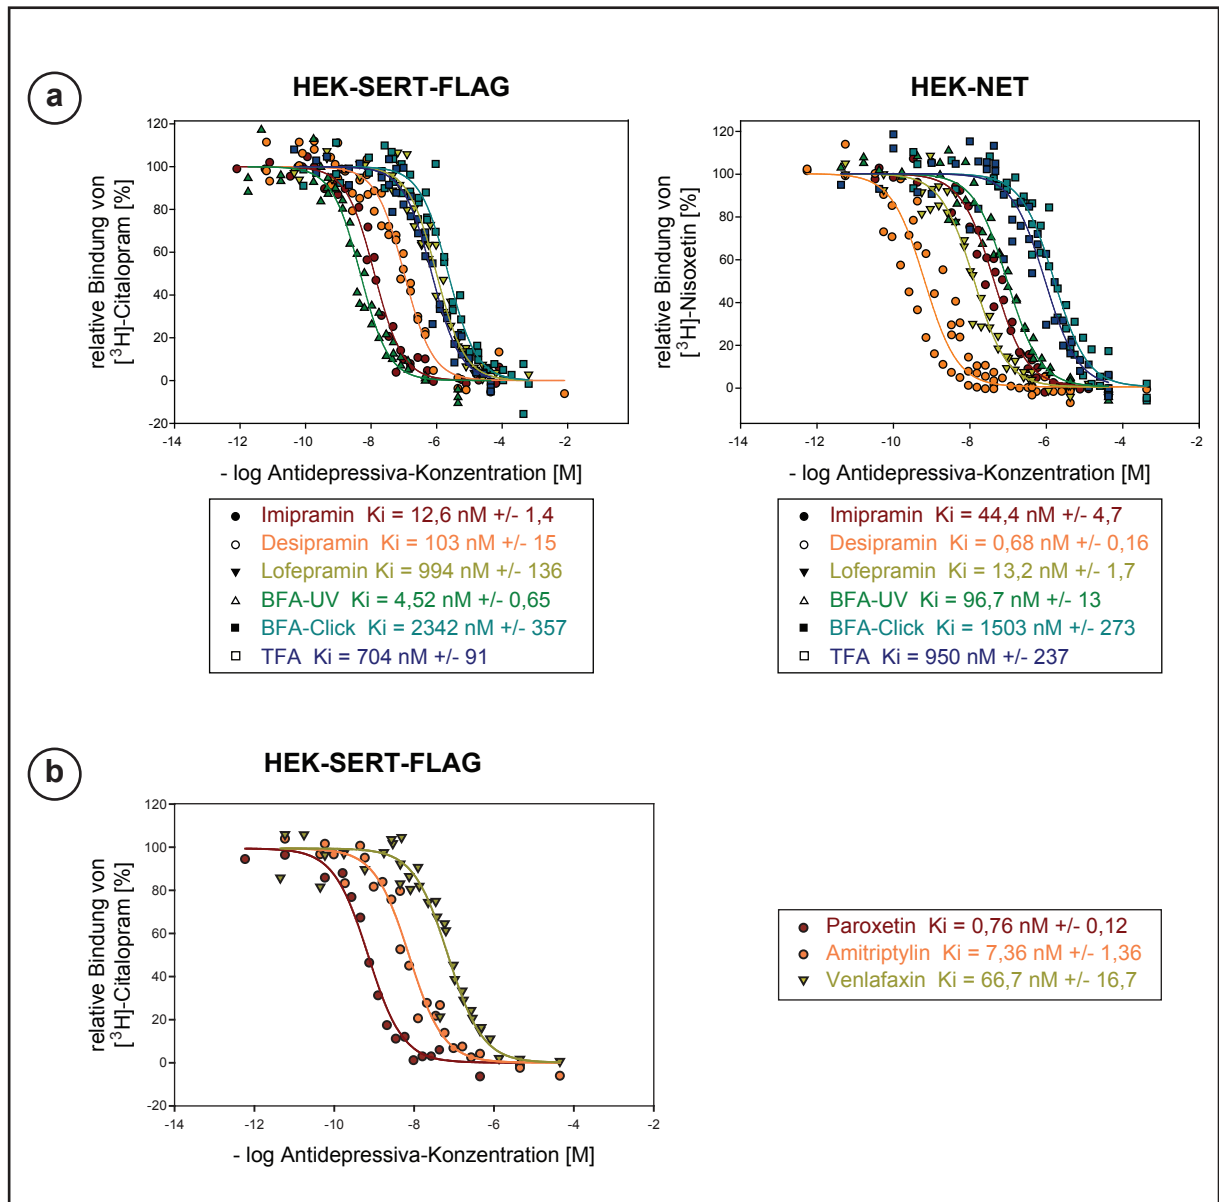 a
HEK-SERT-FLAG
HEK-NET
relative Bindung von
[³H]-Citalopram [%]
120
100
80
60
40
20
0
-20
-14
-12
-10
-8
-6
-4
-2
- log Antidepressiva-Konzentration [M]
relative Bindung von
[³H]-Nisoxetin [%]
120
100
80
60
40
20
0
-14
-12
-10
-8
-6
-4
-2
- log Antidepressiva-Konzentration [M]
Imipramin Ki = 12,6 nM +/- 1,4
Desipramin Ki = 103 nM +/- 15
Lofepramin Ki = 994 nM +/- 136
BFA-UV Ki = 4,52 nM +/- 0,65
BFA-Click Ki = 2342 nM +/- 357
TFA Ki = 704 nM +/- 91
Imipramin Ki = 44,4 nM +/- 4,7
Desipramin Ki = 0,68 nM +/- 0,16
Lofepramin Ki = 13,2 nM +/- 1,7
BFA-UV Ki = 96,7 nM +/- 13
BFA-Click Ki = 1503 nM +/- 273
TFA Ki = 950 nM +/- 237
b
HEK-SERT-FLAG
relative Bindung von
[³H]-Citalopram [%]
120
100
80
60
40
20
0
-20
-14
-12
-10
-8
-6
-4
-2
- log Antidepressiva-Konzentration [M]
Paroxetin Ki = 0,76 nM +/- 0,12
Amitriptylin Ki = 7,36 nM +/- 1,36
Venlafaxin Ki = 66,7 nM +/- 16,7